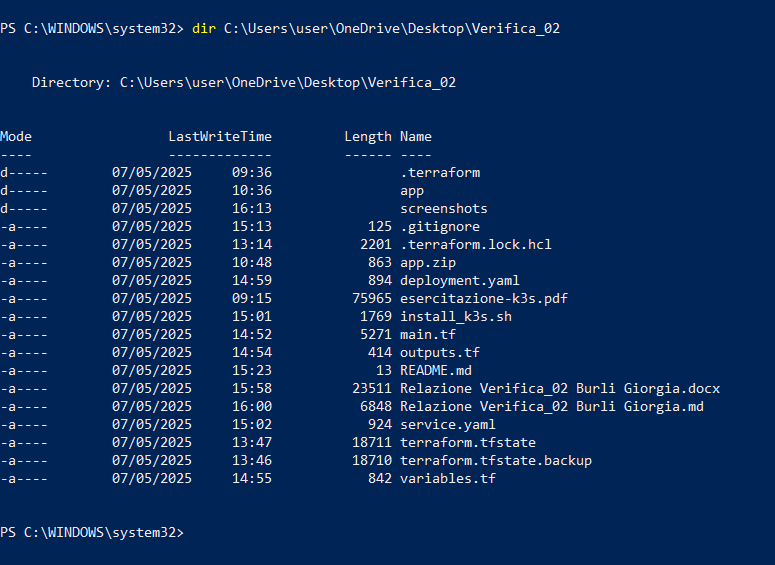 PS C:\WINDOWS\system32> dir C:\Users\user\OneDrive\Desktop\Verifica_02
Directory: C:\Users\user\OneDrive\Desktop\Verifica_02
Mode LastWriteTime Length Name
---- ------------- ------ ----
d----- 07/05/2025 09:36 .terraform
d----- 07/05/2025 10:36 app
d----- 07/05/2025 16:13 screenshots
-a---- 07/05/2025 15:13 125 .gitignore
-a---- 07/05/2025 13:14 2201 .terraform.lock.hcl
-a---- 07/05/2025 10:48 863 app.zip
-a---- 07/05/2025 14:59 894 deployment.yaml
-a---- 07/05/2025 09:15 75965 esercitazione-k3s.pdf
-a---- 07/05/2025 15:01 1769 install_k3s.sh
-a---- 07/05/2025 14:52 5271 main.tf
-a---- 07/05/2025 14:54 414 outputs.tf
-a---- 07/05/2025 15:23 13 README.md
-a---- 07/05/2025 15:58 23511 Relazione Verifica_02 Burli Giorgia.docx
-a---- 07/05/2025 16:00 6848 Relazione Verifica_02 Burli Giorgia.md
-a---- 07/05/2025 15:02 924 service.yaml
-a---- 07/05/2025 13:47 18711 terraform.tfstate
-a---- 07/05/2025 13:46 18710 terraform.tfstate.backup
-a---- 07/05/2025 14:55 842 variables.tf
PS C:\WINDOWS\system32>